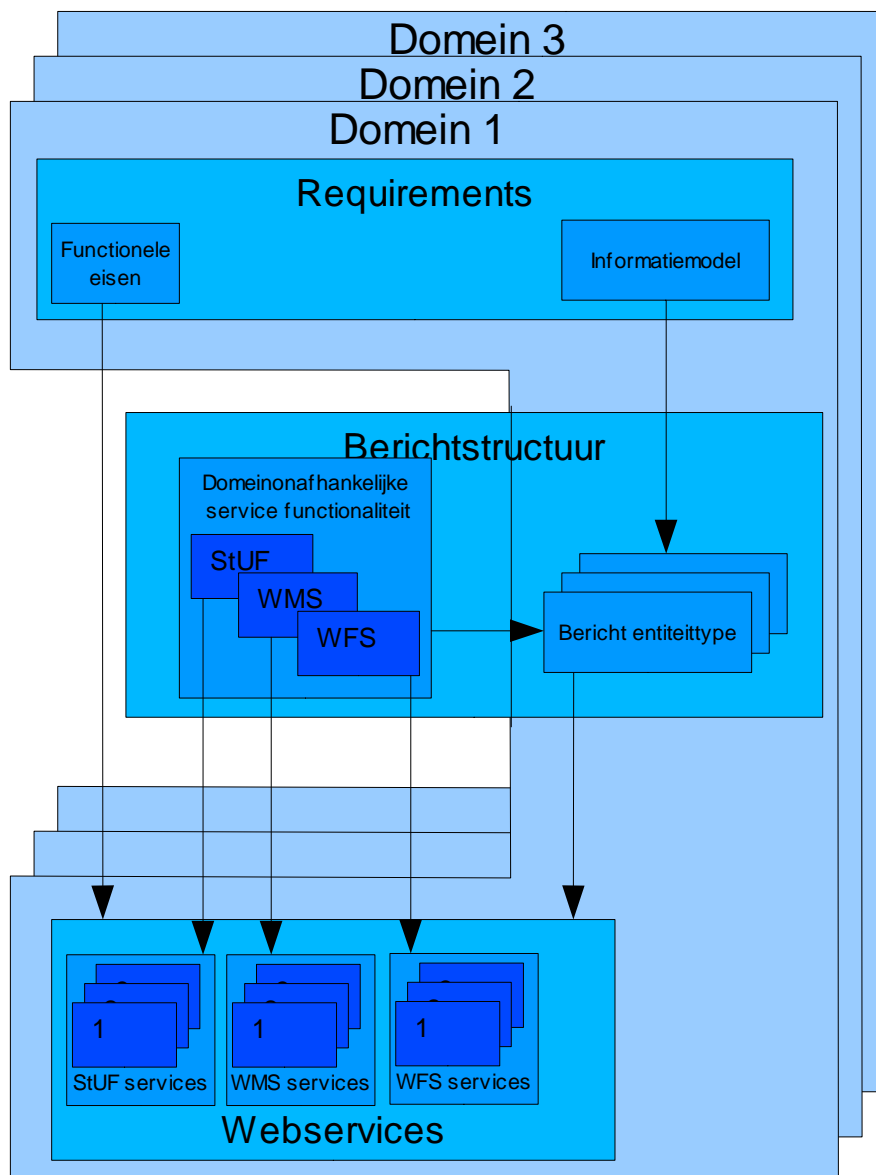 Domein 3
Domein 2
Domein 1
Requirements
Functionele
eisen
Informatiemodel
Berichtstructuur
Domeinonafhankelijke
service functionaliteit
StUF
WMS
WFS
Bericht entiteittype
1
1
1
StUF services
WMS services
WFS services
Webservices